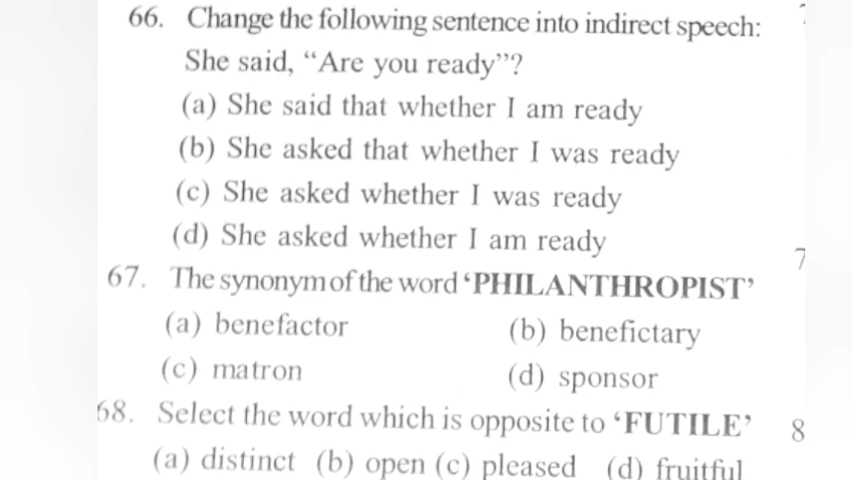 66. Change the following sentence into indirect speech:
She said, “Are you ready”?
(a) She said that whether I am ready
(b) She asked that whether I was ready
(c) She asked whether I was ready
(d) She asked whether I am ready
67. The synonym of the word ‘PHILANTHROPIST’
(a) benefactor (b) benefictary
(c) matron (d) sponsor
68. Select the word which is opposite to ‘FUTILE’
(a) distinct (b) open (c) pleased (d) fruitful